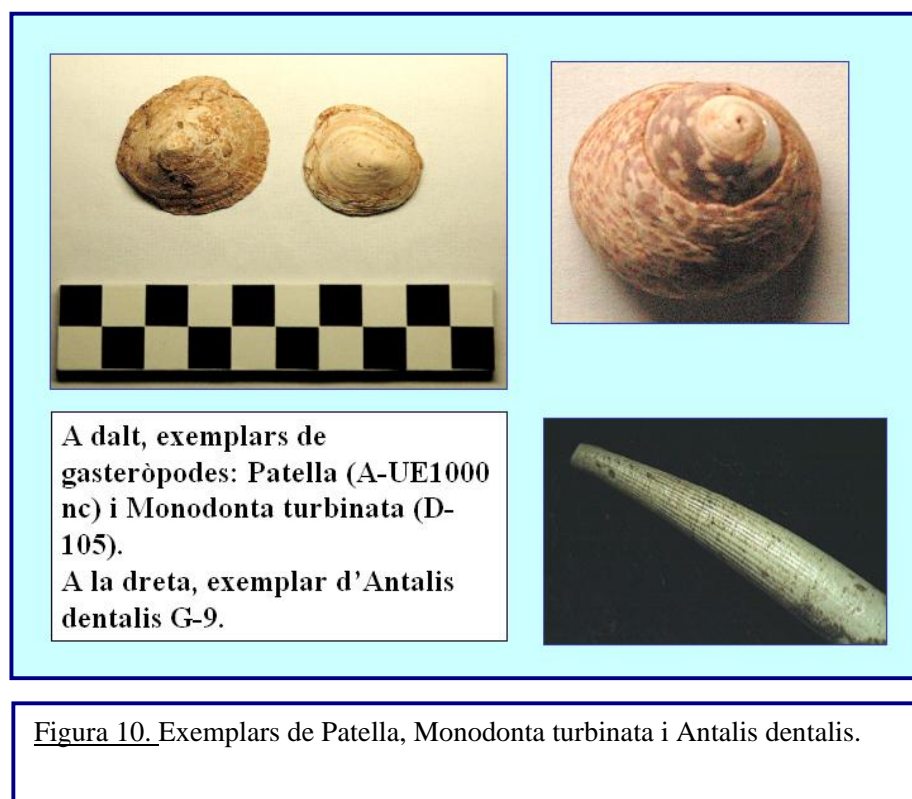 A dalt, exemplars de
gasteròpodes: Patella (A-UE1000
nc) i Monodonta turbinata (D-
105).
A la dreta, exemplar d’Antalis
dentalis G-9.
Figura 10. Exemplars de Patella, Monodonta turbinata i Antalis dentalis.